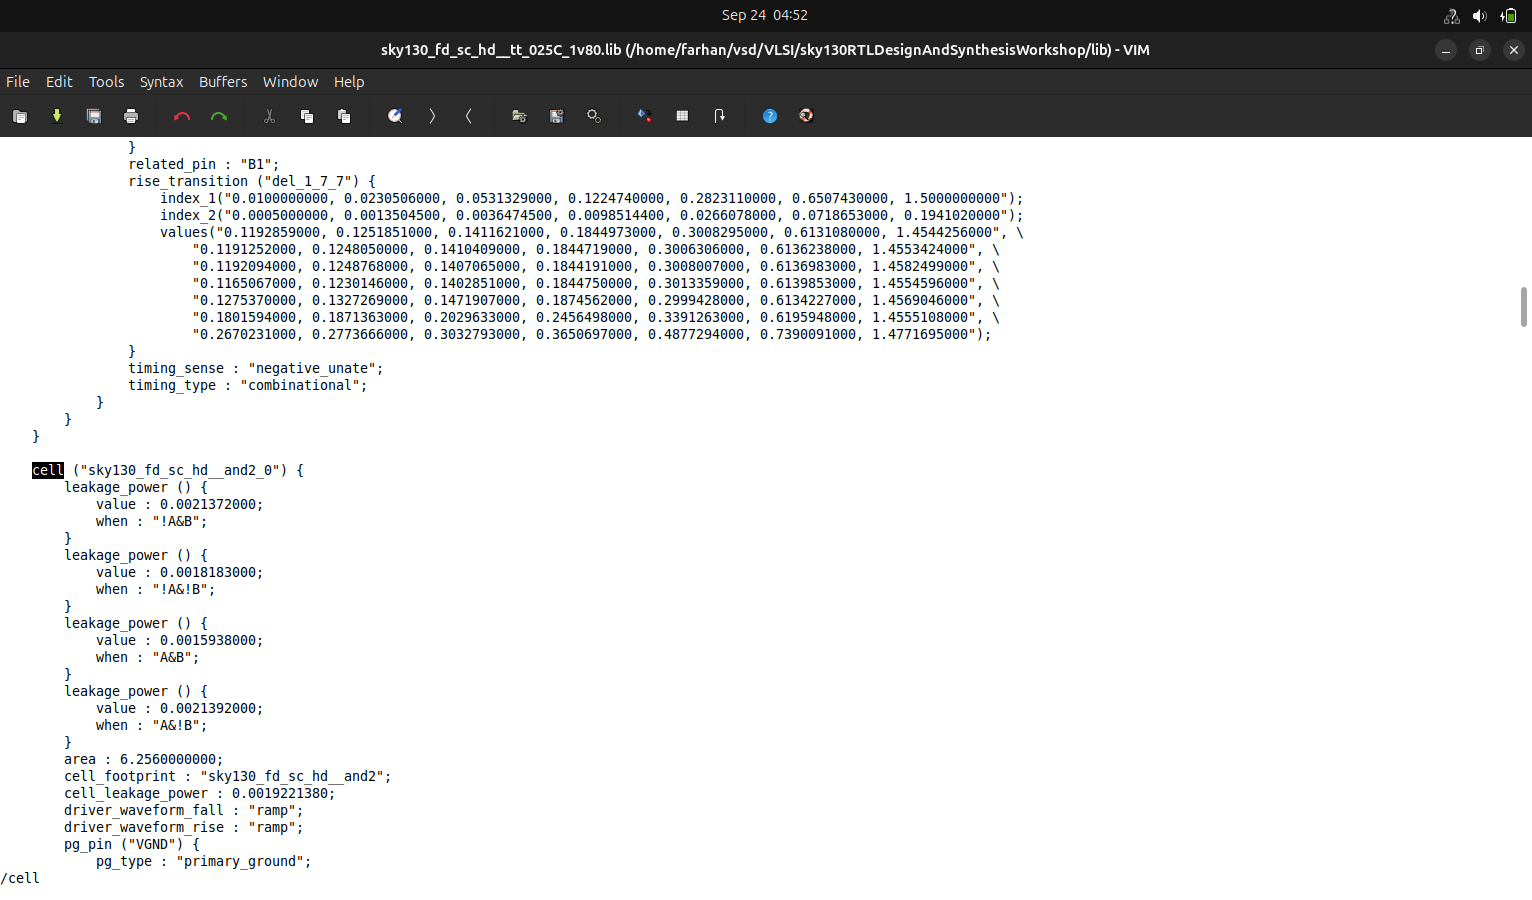 Sep 24 04:52
sky130_fd_sc_hd__tt_025C_1v80.lib (/home/farhan/vsd/VLSI/sky130RTLDesignAndSynthesisWorkshop/lib) - VIM
File Edit Tools Syntax Buffers Window Help
}
related_pin : "B1";
rise_transition ("del_1_7_7") {
index_1("0.0100000000, 0.0230506000, 0.0531329000, 0.1224740000, 0.2823110000, 0.6507430000, 1.5000000000");
index_2("0.0005000000, 0.0013504500, 0.0036474500, 0.0098514400, 0.0266078000, 0.0718653000, 0.1941020000");
values("0.1192859000, 0.1251851000, 0.1411621000, 0.1844973000, 0.3008295000, 0.6131080000, 1.4544256000", \
"0.1191252000, 0.1248050000, 0.1410409000, 0.1844719000, 0.3006306000, 0.6136238000, 1.4553424000", \
"0.1192094000, 0.1248768000, 0.1407065000, 0.1844191000, 0.3008007000, 0.6136983000, 1.4582499000", \
"0.1165067000, 0.1230146000, 0.1402851000, 0.1844750000, 0.3013359000, 0.6139853000, 1.4554596000", \
"0.1275370000, 0.1327269000, 0.1471907000, 0.1874562000, 0.2999428000, 0.6134227000, 1.4569046000", \
"0.1801594000, 0.1871363000, 0.2029633000, 0.2456498000, 0.3391263000, 0.6195948000, 1.4555108000", \
"0.2670231000, 0.2773666000, 0.3032793000, 0.3650697000, 0.4877294000, 0.7390091000, 1.4771695000");
}
timing_sense : "negative_unate";
timing_type : "combinational";
}
}
}
cell ("sky130_fd_sc_hd__and2_0") {
leakage_power () {
value : 0.0021372000;
when : "!A&B";
}
leakage_power () {
value : 0.0018183000;
when : "!A&!B";
}
leakage_power () {
value : 0.0015938000;
when : "A&B";
}
leakage_power () {
value : 0.0021392000;
when : "A&!B";
}
area : 6.2560000000;
cell_footprint : "sky130_fd_sc_hd__and2";
cell_leakage_power : 0.0019221380;
driver_waveform_fall : "ramp";
driver_waveform_rise : "ramp";
pg_pin ("VGND") {
pg_type : "primary_ground";
/cell